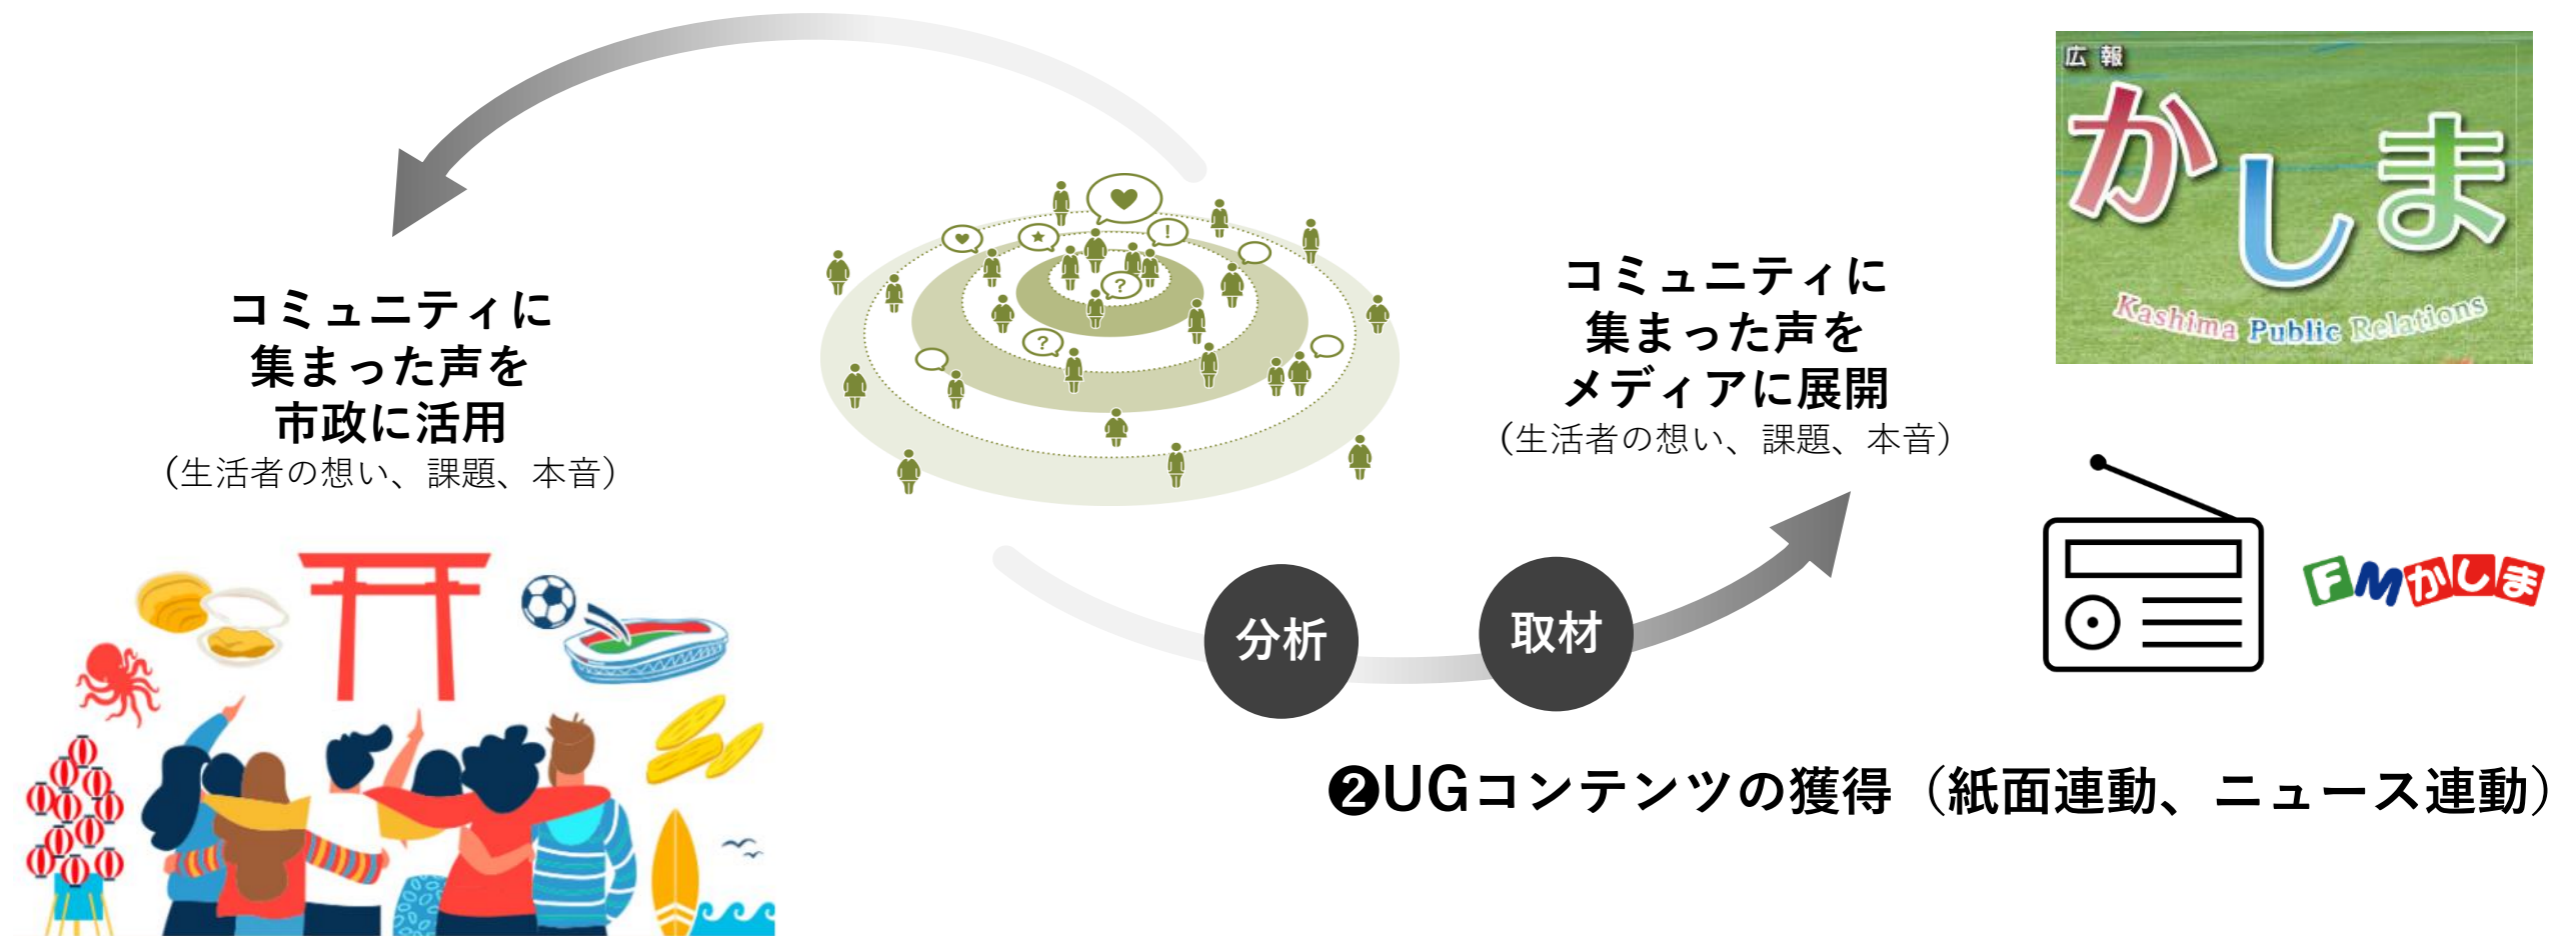 コミュニティに
集まった声を
市政に活用
（生活者の想い、課題、本音）
コミュニティに
集まった声を
メディアに展開
（生活者の想い、課題、本音）
広報
かしま
Kashima Public Relations
FMかしま
分析
取材
❷UGコンテンツの獲得（紙面連動、ニュース連動）